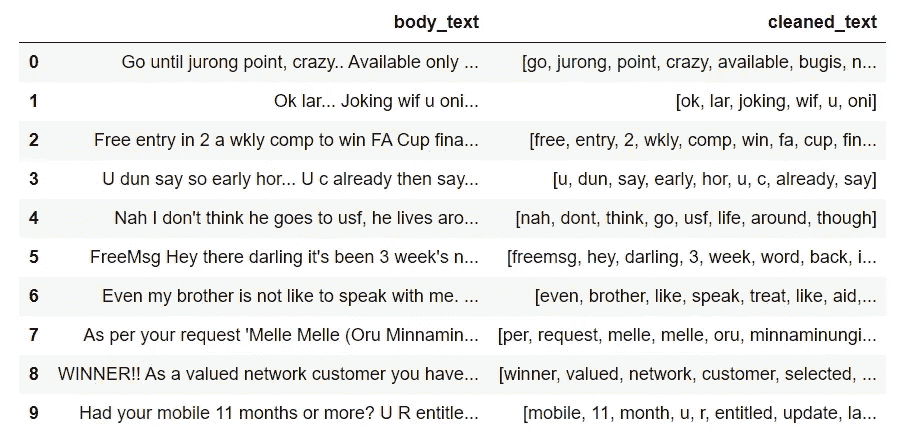 body_text cleaned_text
0 Go until jurong point, crazy.. Available only ... [go, jurong, point, crazy, available, bugis, n...
1 Ok lar... Joking wif u oni... [ok, lar, joking, wif, u, oni]
2 Free entry in 2 a wkly comp to win FA Cup fina... [free, entry, 2, wkly, comp, win, fa, cup, fin...
3 U dun say so early hor... U c already then say... [u, dun, say, early, hor, u, c, already, say]
4 Nah I don't think he goes to usf, he lives aro... [nah, dont, think, go, usf, life, around, though]
5 FreeMsg Hey there darling it's been 3 week's n... [freemsg, hey, darling, 3, week, word, back, i...
6 Even my brother is not like to speak with me. ... [even, brother, like, speak, treat, like, aid,...
7 As per your request 'Melle Melle (Oru Minnamin... [per, request, melle, melle, oru, minnaminungi...
8 WINNER!! As a valued network customer you have... [winner, valued, network, customer, selected, ...
9 Had your mobile 11 months or more? U R entitle... [mobile, 11, month, u, r, entitled, update, la...